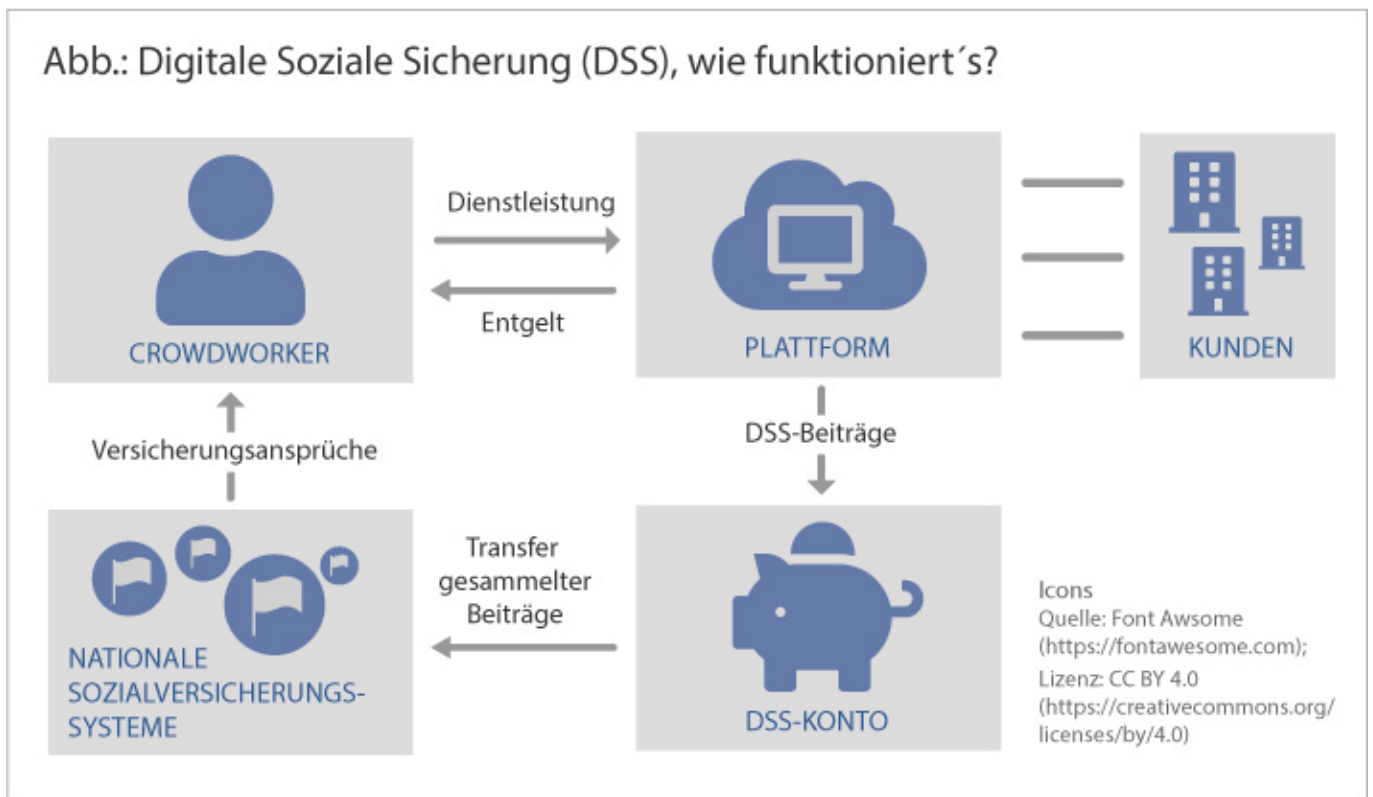 Abb.: Digitale Soziale Sicherung (DSS), wie funktioniert´s?
CROWDWORKER
Dienstleistung
Entgelt
PLATTFORM
KUNDEN
Versicherungsansprüche
DSS-Beiträge
NATIONALE
SOZIALVERSICHERUNGS-
SYSTEME
Transfer
gesammelter
Beiträge
DSS-KONTO
Icons
Quelle: Font Awsome
(https://fontawesome.com);
Lizenz: CC BY 4.0
(https://creativecommons.org/
licenses/by/4.0)